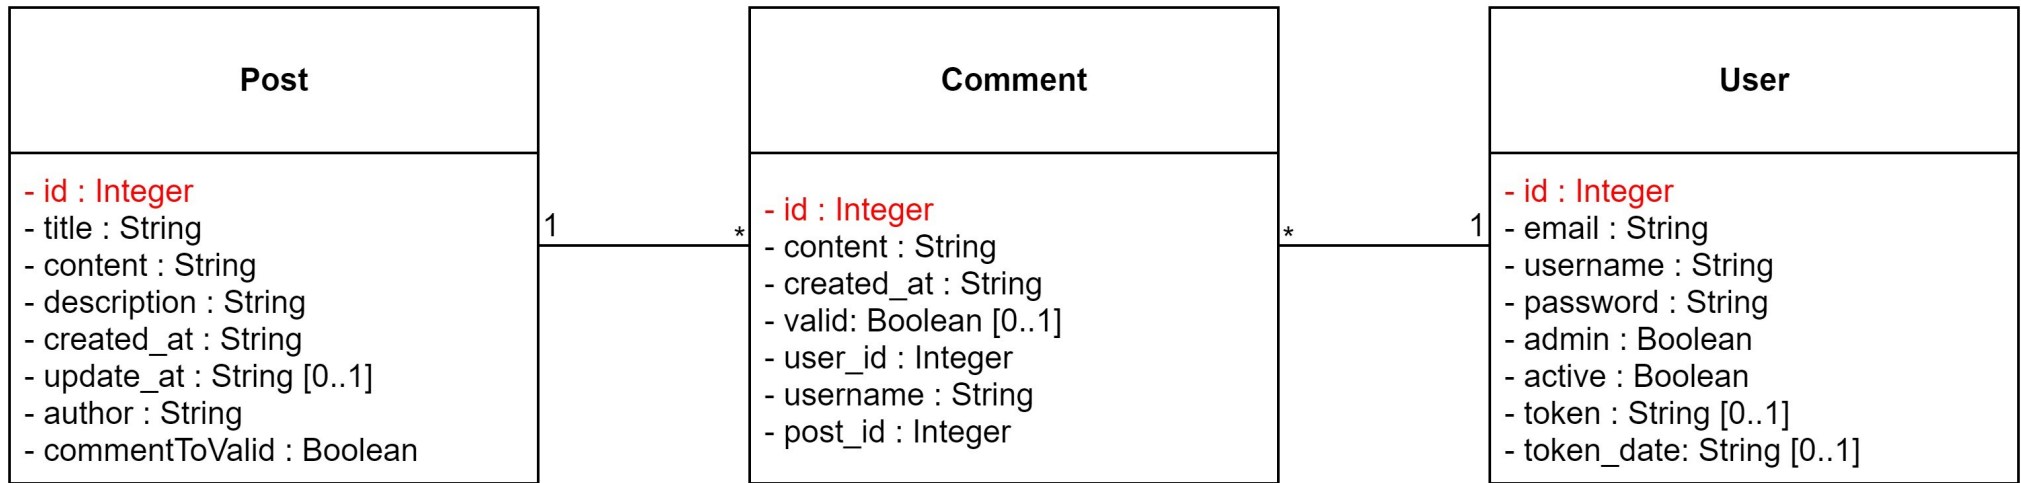 Post
- id : Integer
- title : String
- content : String
- description : String
- created_at : String
- update_at : String [0..1]
- author : String
- commentToValid : Boolean
1
*
Comment
- id : Integer
- content : String
- created_at : String
- valid: Boolean [0..1]
- user_id : Integer
- username : String
- post_id : Integer
*
1
User
- id : Integer
- email : String
- username : String
- password : String
- admin : Boolean
- active : Boolean
- token : String [0..1]
- token_date: String [0..1]